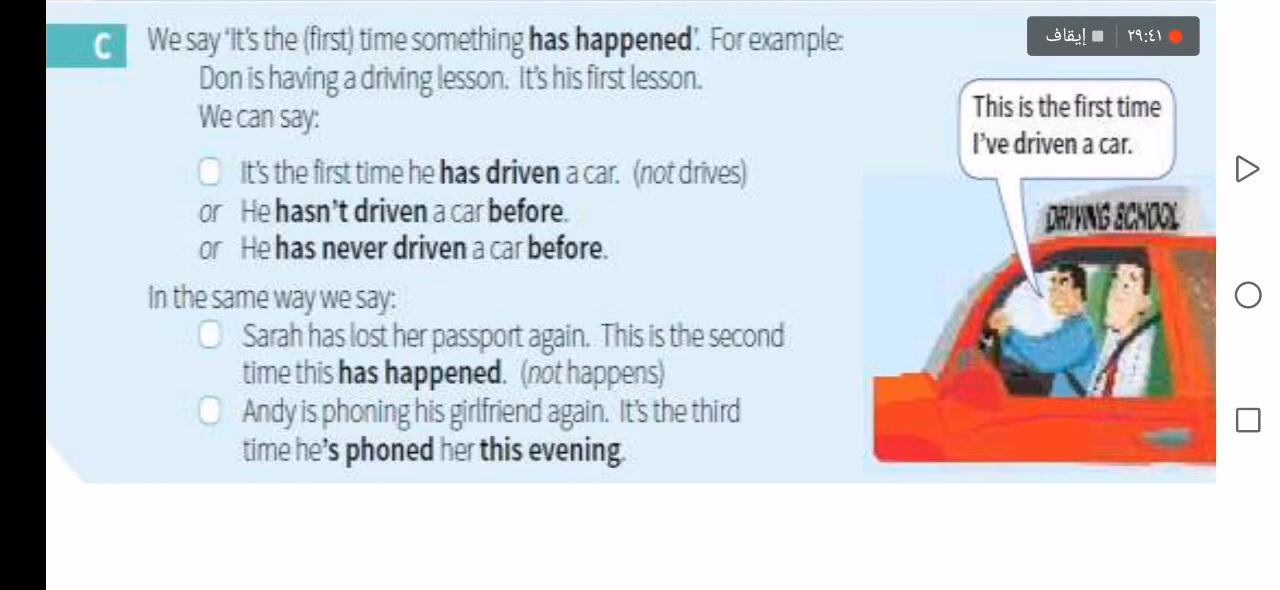 C We say 'It's the (first) time something has happened'. For example:
Don is having a driving lesson. It's his first lesson.
We can say:
It's the first time he has driven a car. (not drives)
or He hasn't driven a car before.
or He has never driven a car before.
In the same way we say:
Sarah has lost her passport again. This is the second
time this has happened. (not happens)
Andy is phoning his girlfriend again. It's the third
time he's phoned her this evening.
إيقاف ٢٩:٤١
This is the first time
I've driven a car.
DRIVING SCHOOL